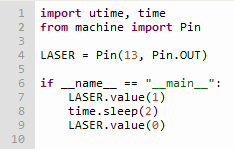 1 import utime, time
2 from machine import Pin
3
4 LASER = Pin(13, Pin.OUT)
5
6 if __name__ == "__main__":
7     LASER.value(1)
8     time.sleep(2)
9     LASER.value(0)
10